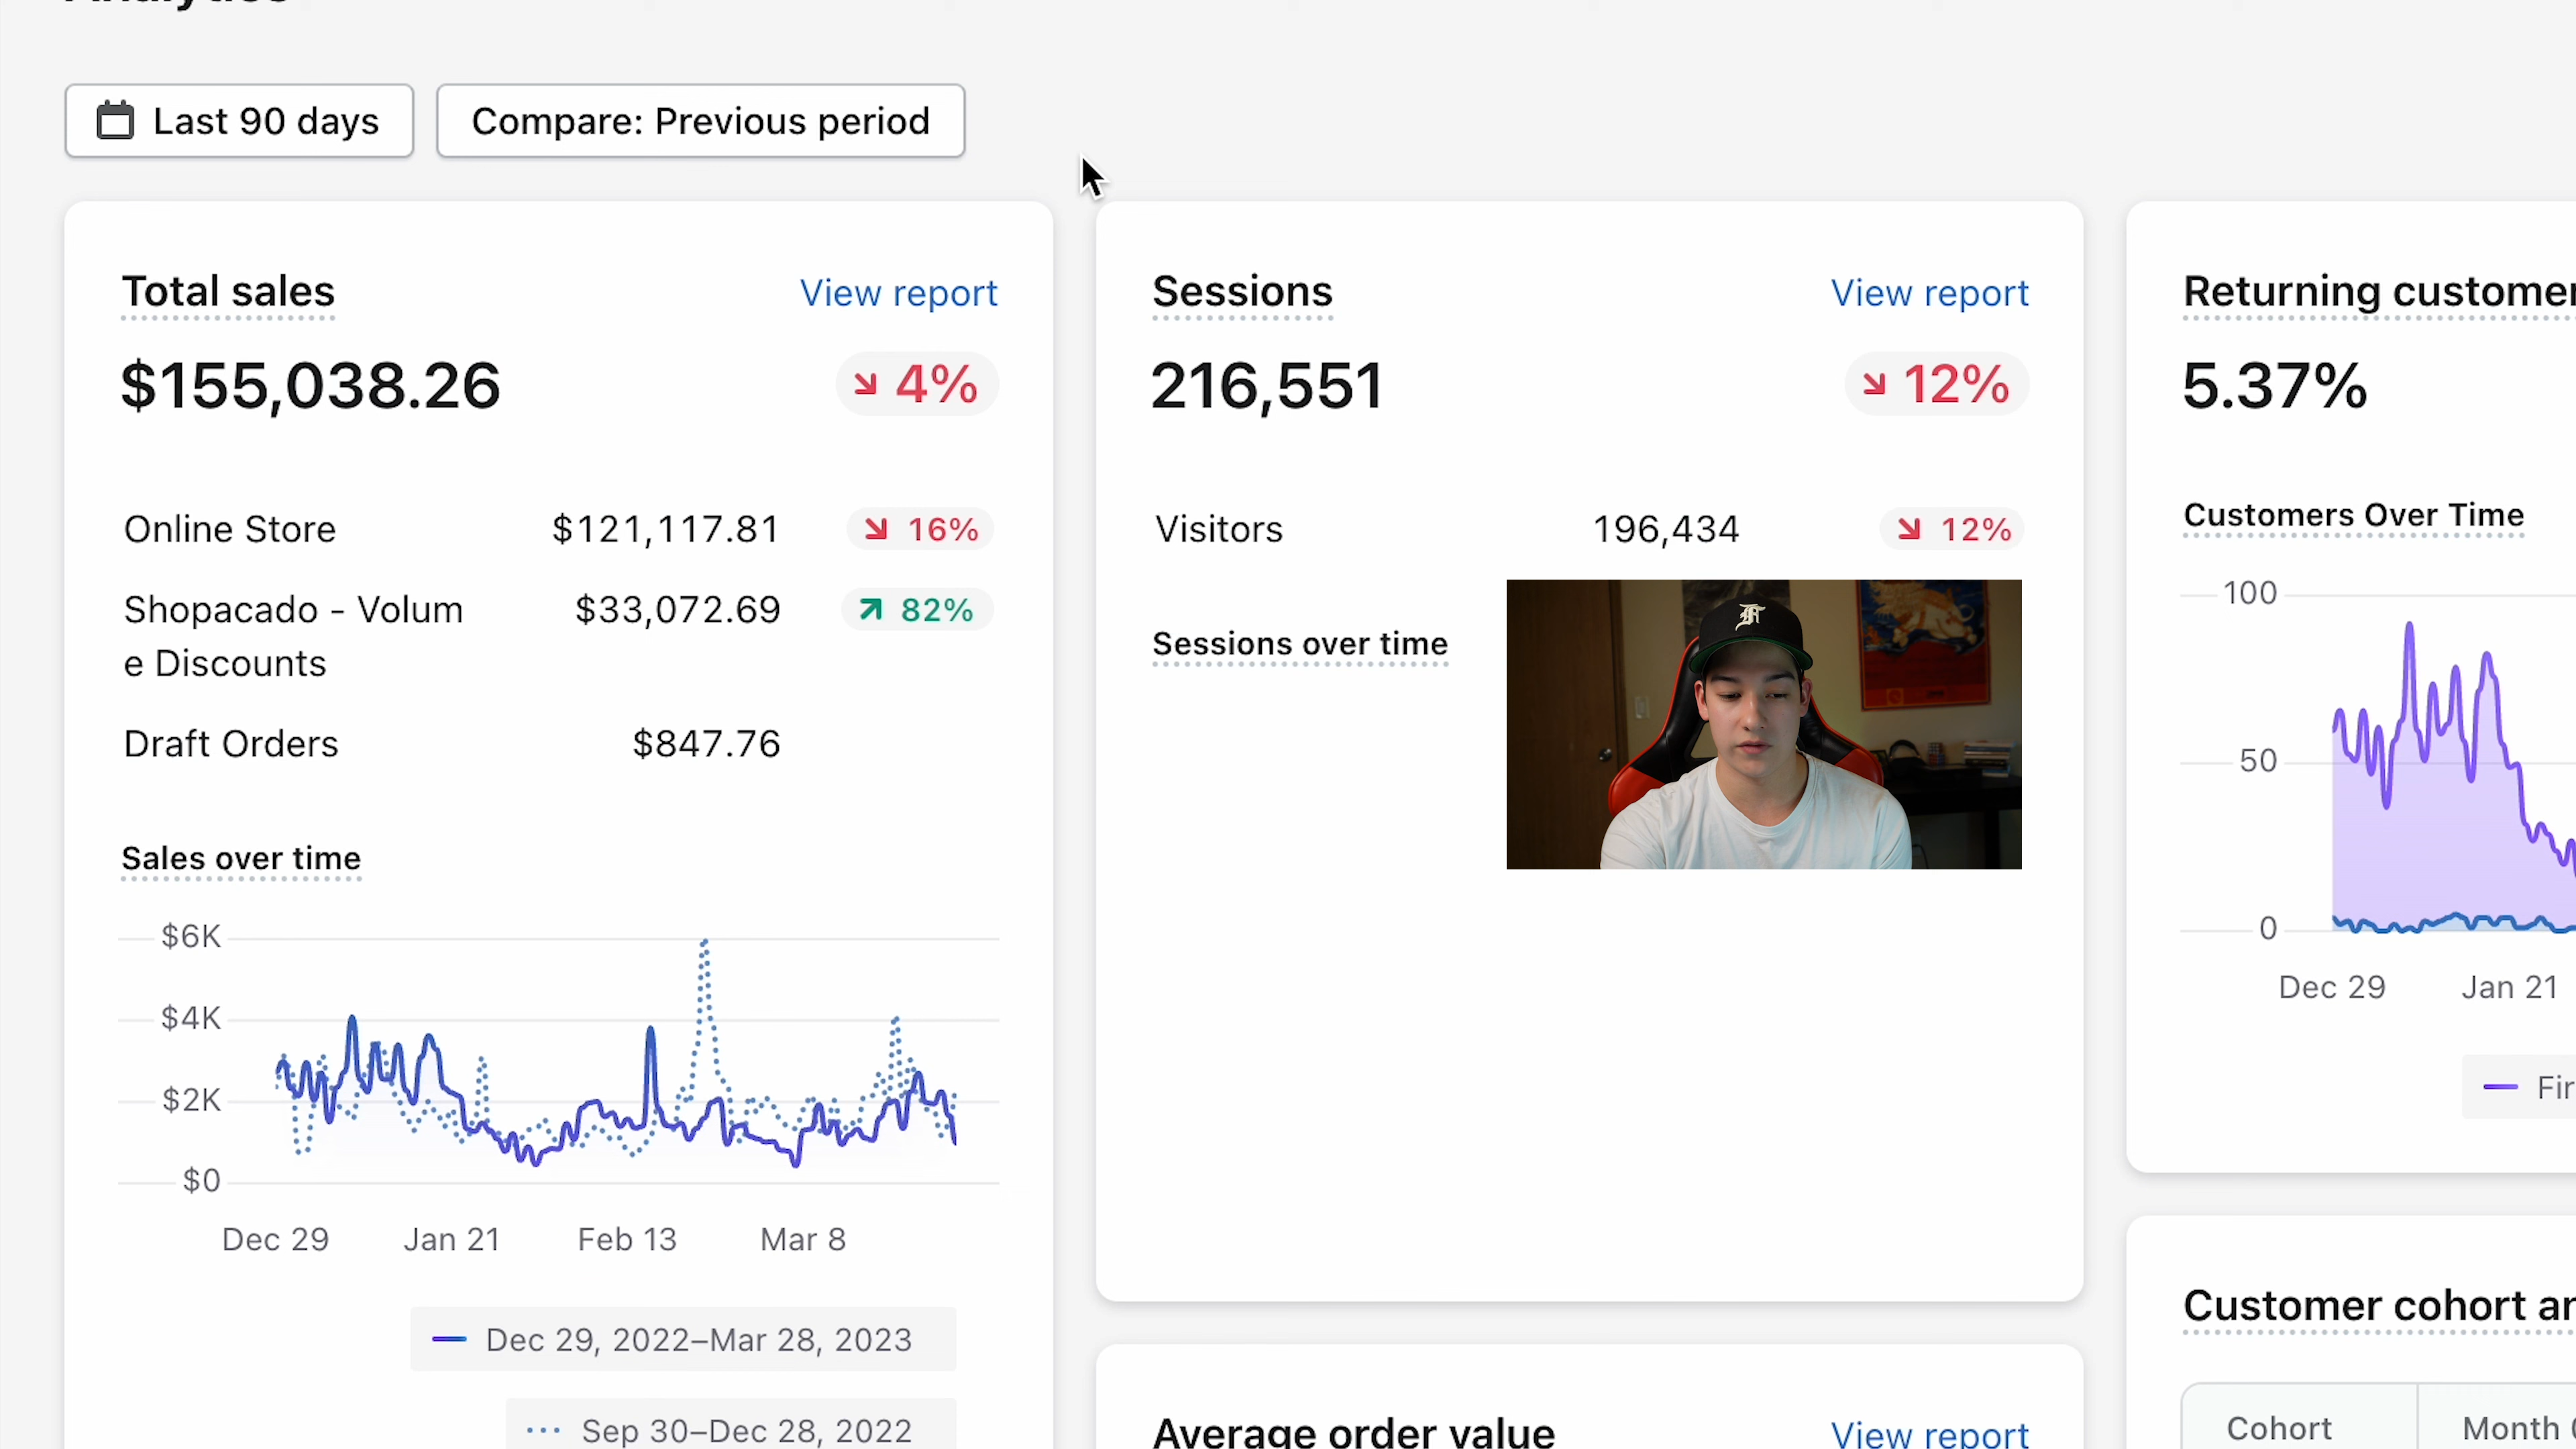 Analytics
Last 90 days
Compare: Previous period
Total sales
View report
$155,038.26
4%
Online Store
$121,117.81
16%
Shopacado - Volum
e Discounts
$33,072.69
82%
Draft Orders
$847.76
Sales over time
$6K
$4K
$2K
$0
Dec 29
Jan 21
Feb 13
Mar 8
Dec 29, 2022–Mar 28, 2023
Sep 30–Dec 28, 2022
Sessions
View report
216,551
12%
Visitors
196,434
12%
Sessions over time
Average order value
View report
Returning customer
5.37%
Customers Over Time
100
50
0
Dec 29
Jan 21
Fir
Customer cohort an
Cohort
Month